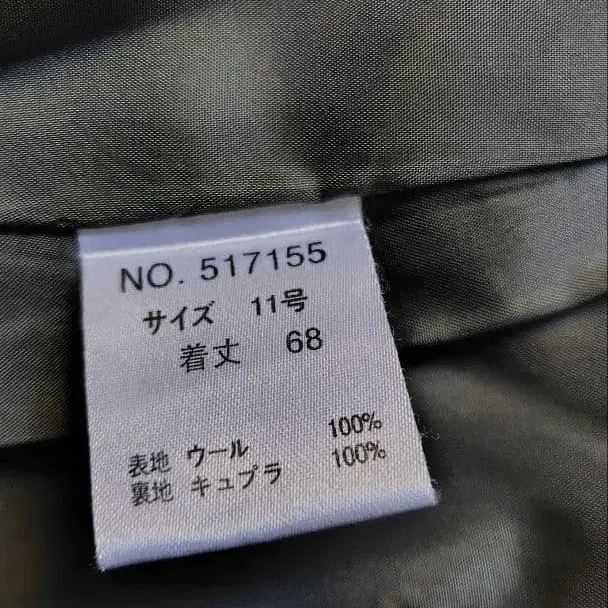 NO. 517155
サイズ 11号
着丈 68
表地 ウール 100%
裏地 キュプラ 100%